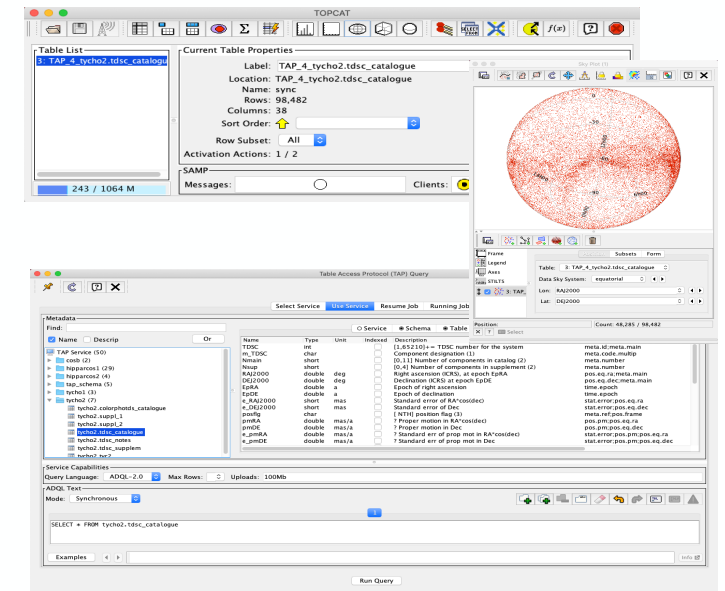 TOPCAT
Σ
SELECT FROM
f(x)
Table List
3: TAP_4_tycho2.tdsc_catalogu
243 / 1064 M
Current Table Properties
Label: TAP_4_tycho2.tdsc_catalogue
Location: TAP_4_tycho2.tdsc_catalogue
Name: sync
Rows: 98,482
Columns: 38
Sort Order:
Row Subset: All
Activation Actions: 1 / 2
SAMP
Messages:
Clients:
Sky Plot (1)
0
-30
-60
-90
Frame
Legend
Axes
STILTS
3: TAP_
Subsets Form
Table: 3: TAP_4_tycho2.tdsc_catalogue
Data Sky System: equatorial
Lon: RAJ2000
Lat: DEJ2000
Position:
Count: 48,285 / 98,482
Select
Table Access Protocol (TAP) Query
Select Service Use Service Resume Job Running Job
Metadata
Find:
Name Descrip Or
TAP Service (50)
cosb (2)
hipparcos1 (29)
hipparcos2 (4)
tap_schema (5)
tycho1 (3)
tycho2 (7)
tycho2.colorphotds_catalogue
tycho2.suppl_1
tycho2.suppl_2
tycho2.tdsc_catalogue
tycho2.tdsc_notes
tycho2.tdsc_supplem
tycho2.tyc2
Service Schema Table
Name Type Unit Indexed Description
TDSC int [1,65210]+= TDSC number for the system meta.id;meta.main
m_TDSC char Component designation (1) meta.code.multip
Nmain short [0,11] Number of components in catalog (2) meta.number
Nsup short [0,4] Number of components in supplement (2) meta.number
RAJ2000 double deg Right ascension (ICRS), at epoch EpRA pos.eq.ra;meta.main
DEJ2000 double deg Declination (ICRS) at epoch EpDE pos.eq.dec;meta.main
EpRA double a Epoch of right ascension time.epoch
EpDE double a Epoch of declination time.epoch
e_RAJ2000 short mas Standard error of RA*cos(dec) stat.error;pos.eq.ra
e_DEJ2000 short mas Standard error of Dec stat.error;pos.eq.dec
posflg char [ NTI] position flag (3) meta.ref;pos.frame
pmRA double mas/a ? Proper motion in RA*cos(dec) pos.pm;pos.eq.ra
pmDE double mas/a ? Proper motion in Dec pos.pm;pos.eq.dec
e_pmRA double mas/a ? Standard err of prop mot in RA*cos(dec) stat.error;pos.pm;pos.eq.ra
e_pmDE double mas/a ? Standard err of prop mot in Dec stat.error;pos.pm;pos.eq.dec
Service Capabilities
Query Language: ADQL-2.0 Max Rows: Uploads: 100Mb
ADQL Text
Mode: Synchronous
1
SELECT * FROM tycho2.tdsc_catalogue
Examples
Info
Run Query